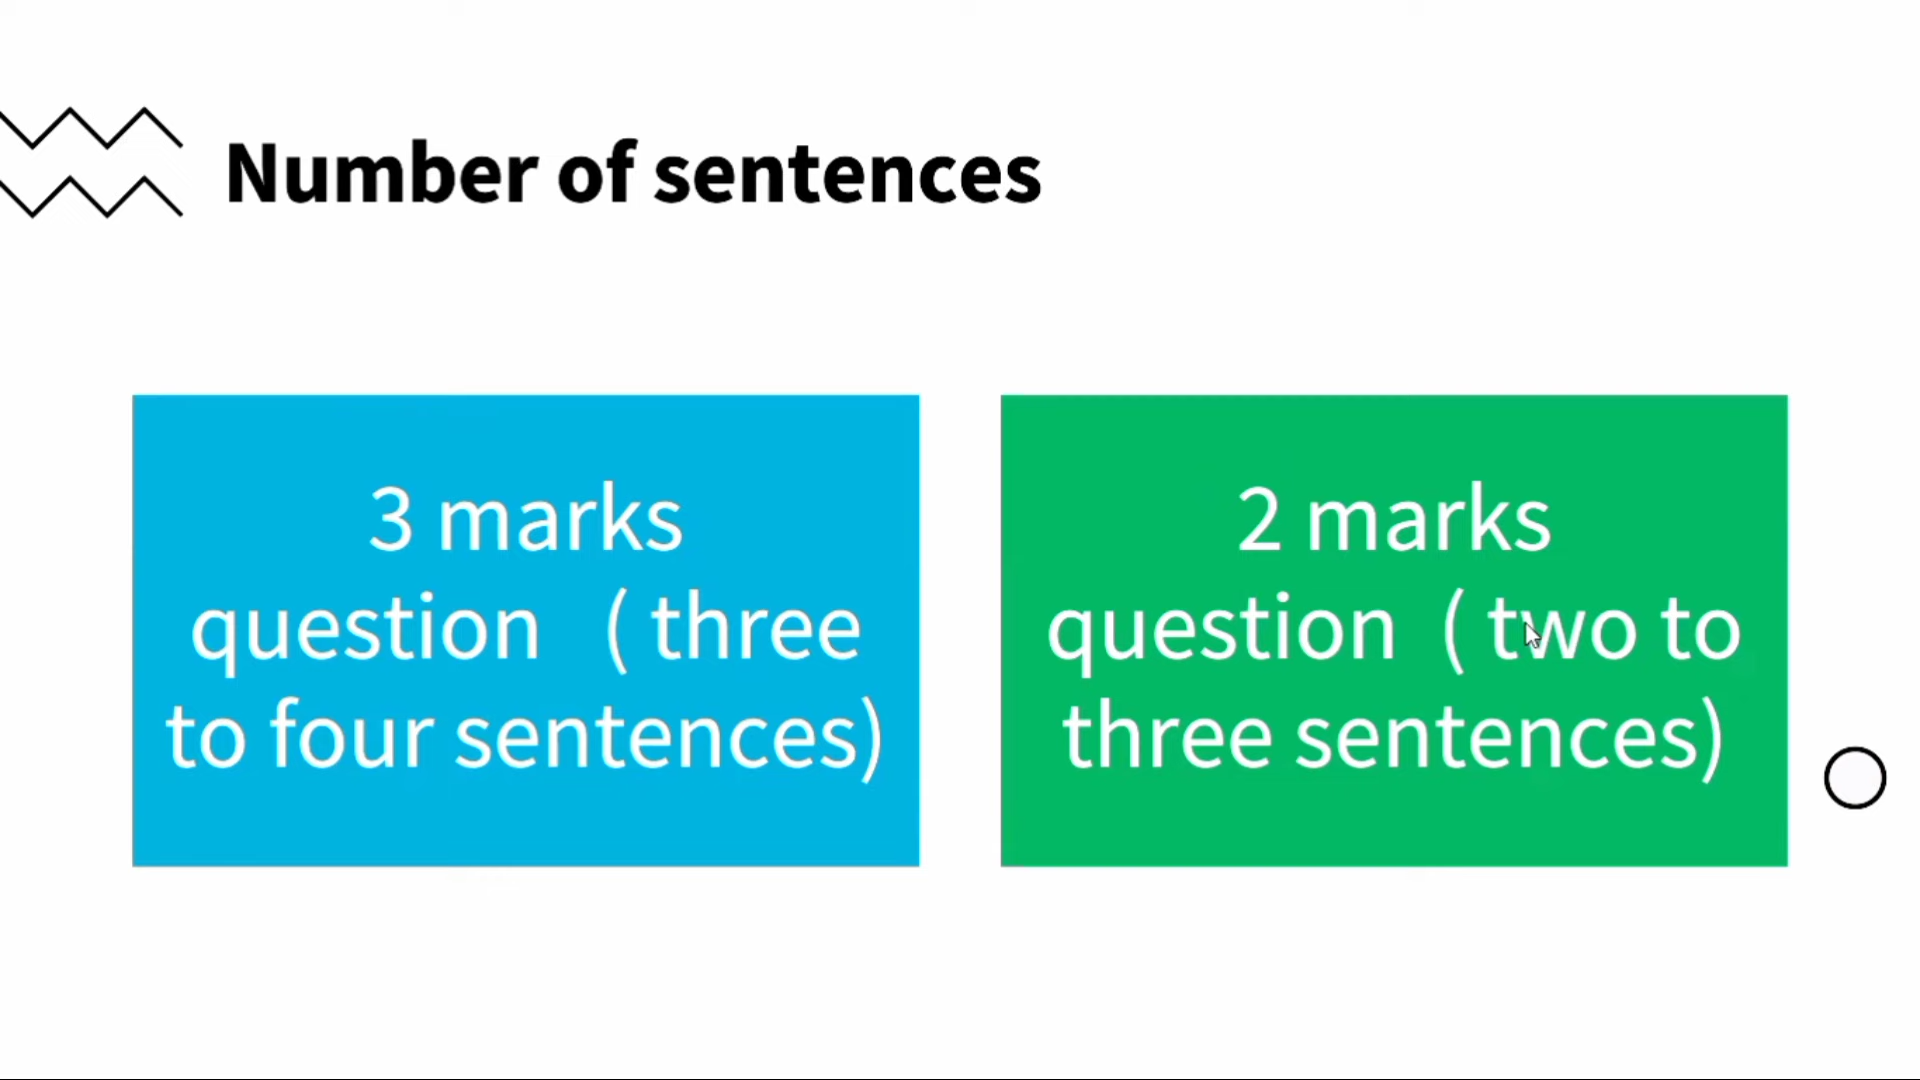 Number of sentences
3 marks
question ( three
to four sentences)
2 marks
question ( two to
three sentences)